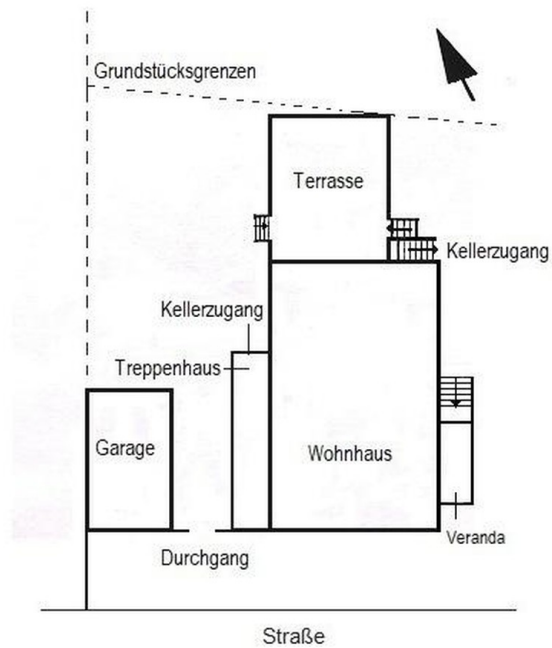 Grundstücksgrenzen
Terrasse
Kellerzugang
Kellerzugang
Treppenhaus
Garage
Wohnhaus
Veranda
Durchgang
Straße